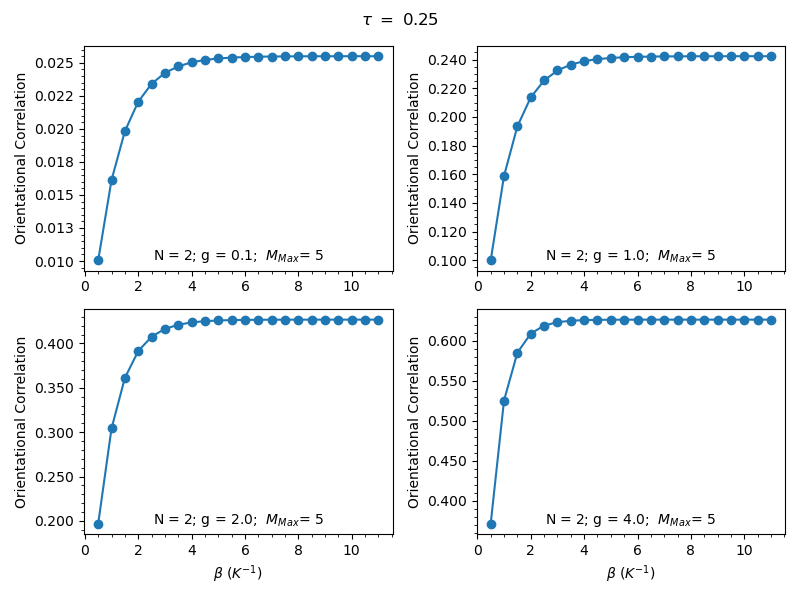 τ = 0.25
Orientational Correlation
0.025
0.022
0.020
0.018
0.015
0.013
0.010
N = 2; g = 0.1; M_Max= 5
0 2 4 6 8 10
Orientational Correlation
0.240
0.220
0.200
0.180
0.160
0.140
0.120
0.100
N = 2; g = 1.0; M_Max= 5
0 2 4 6 8 10
Orientational Correlation
0.400
0.350
0.300
0.250
0.200
N = 2; g = 2.0; M_Max= 5
0 2 4 6 8 10
β (K⁻¹)
Orientational Correlation
0.600
0.550
0.500
0.450
0.400
N = 2; g = 4.0; M_Max= 5
0 2 4 6 8 10
β (K⁻¹)